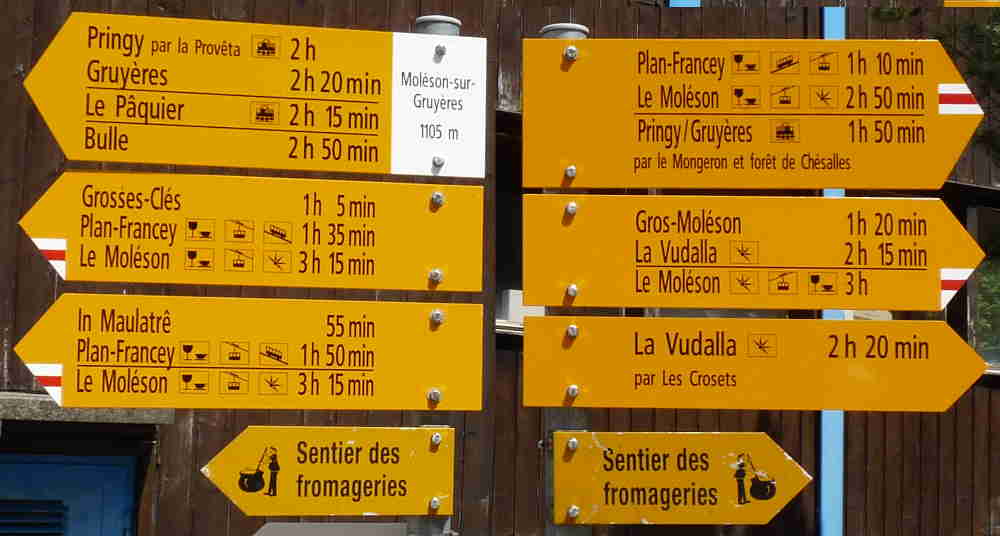 Pringy par la Provêta 2 h
Gruyères 2 h 20 min
Le Pâquier 2 h 15 min
Bulle 2 h 50 min
Moléson-sur-
Gruyères
1105 m
Grosses-Clés 1 h 5 min
Plan-Francey 1 h 35 min
Le Moléson 3 h 15 min
In Maulatrê 55 min
Plan-Francey 1 h 50 min
Le Moléson 3 h 15 min
Sentier des
fromageries
Plan-Francey 1 h 10 min
Le Moléson 2 h 50 min
Pringy/Gruyères 1 h 50 min
par le Mongeron et forêt de Chésalles
Gros-Moléson 1 h 20 min
La Vudalla 2 h 15 min
Le Moléson 3 h
La Vudalla 2 h 20 min
par Les Crosets
Sentier des
fromageries